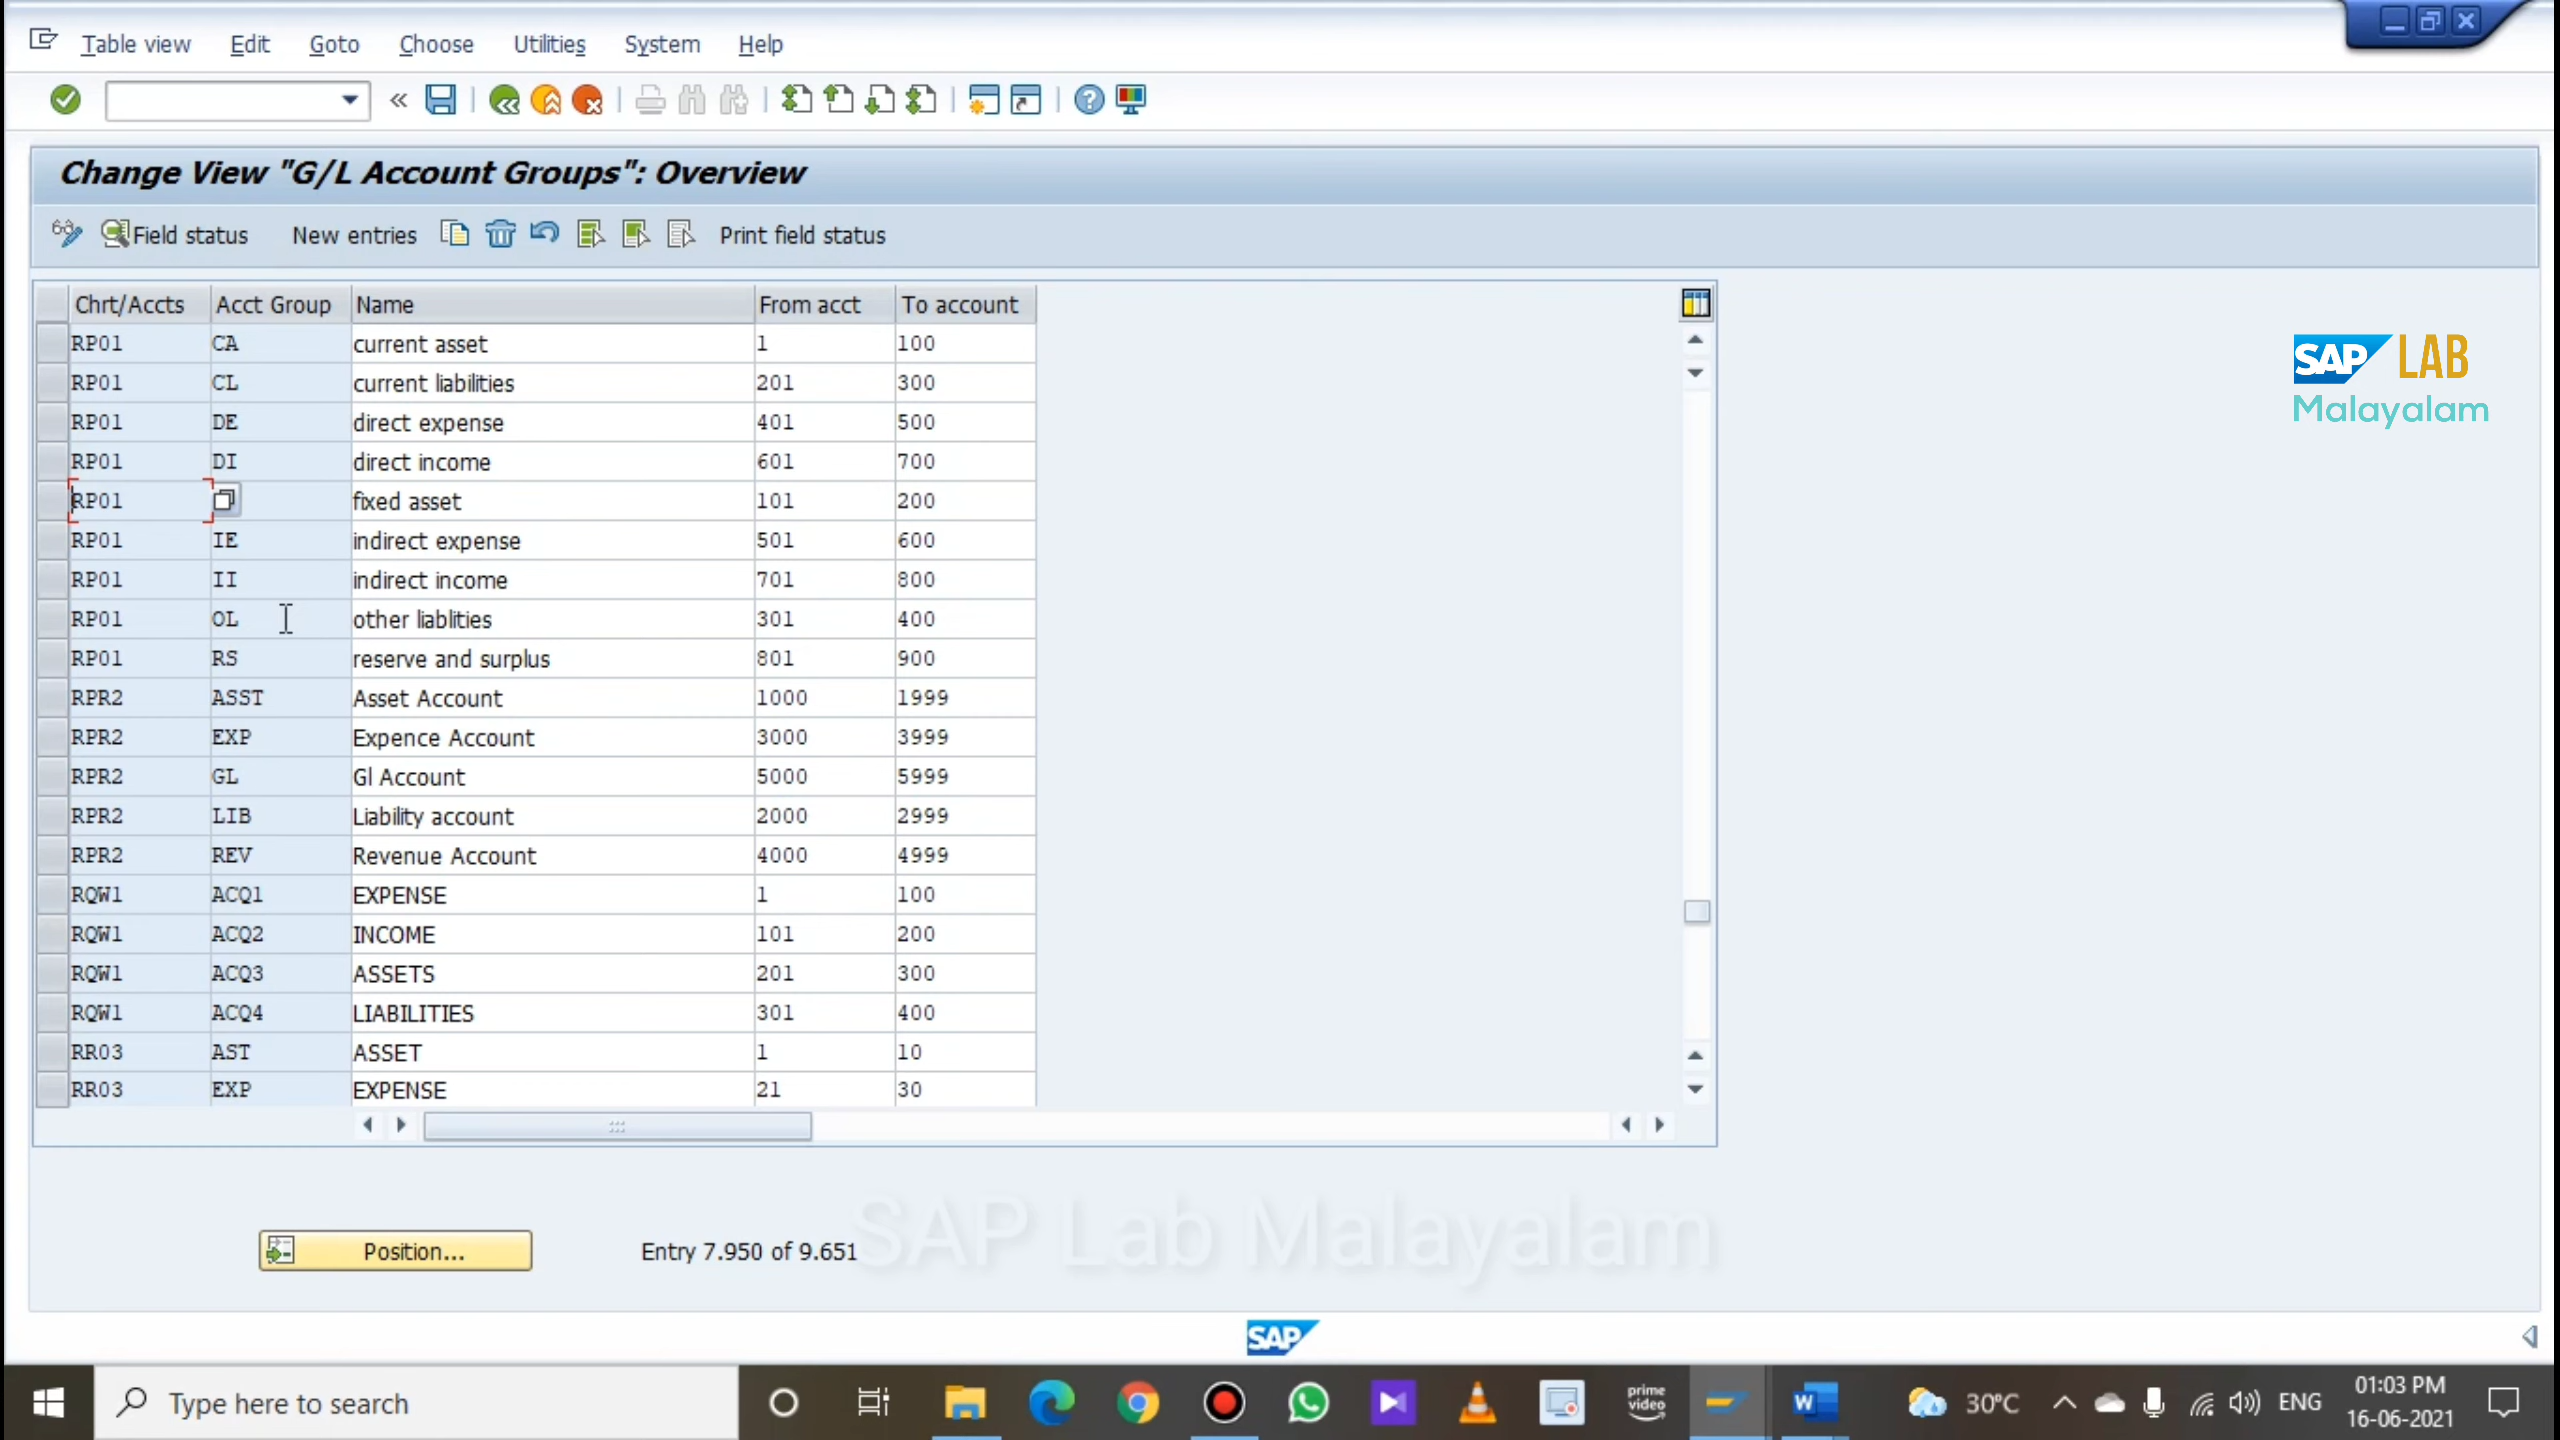 Table view Edit Goto Choose Utilities System Help
Change View "G/L Account Groups": Overview
Field status New entries Print field status
Chrt/Accts Acct Group Name From acct To account
RP01 CA current asset 1 100
RP01 CL current liabilities 201 300
RP01 DE direct expense 401 500
RP01 DI direct income 601 700
RP01 fixed asset 101 200
RP01 IE indirect expense 501 600
RP01 II indirect income 701 800
RP01 OL other liablities 301 400
RP01 RS reserve and surplus 801 900
RPR2 ASST Asset Account 1000 1999
RPR2 EXP Expence Account 3000 3999
RPR2 GL Gl Account 5000 5999
RPR2 LIB Liability account 2000 2999
RPR2 REV Revenue Account 4000 4999
RQW1 ACQ1 EXPENSE 1 100
RQW1 ACQ2 INCOME 101 200
RQW1 ACQ3 ASSETS 201 300
RQW1 ACQ4 LIABILITIES 301 400
RR03 AST ASSET 1 10
RR03 EXP EXPENSE 21 30
SAP LAB
Malayalam
Position... Entry 7.950 of 9.651
SAP Lab Malayalam
SAP
Type here to search
prime
video
30°C
ENG
01:03 PM
16-06-2021